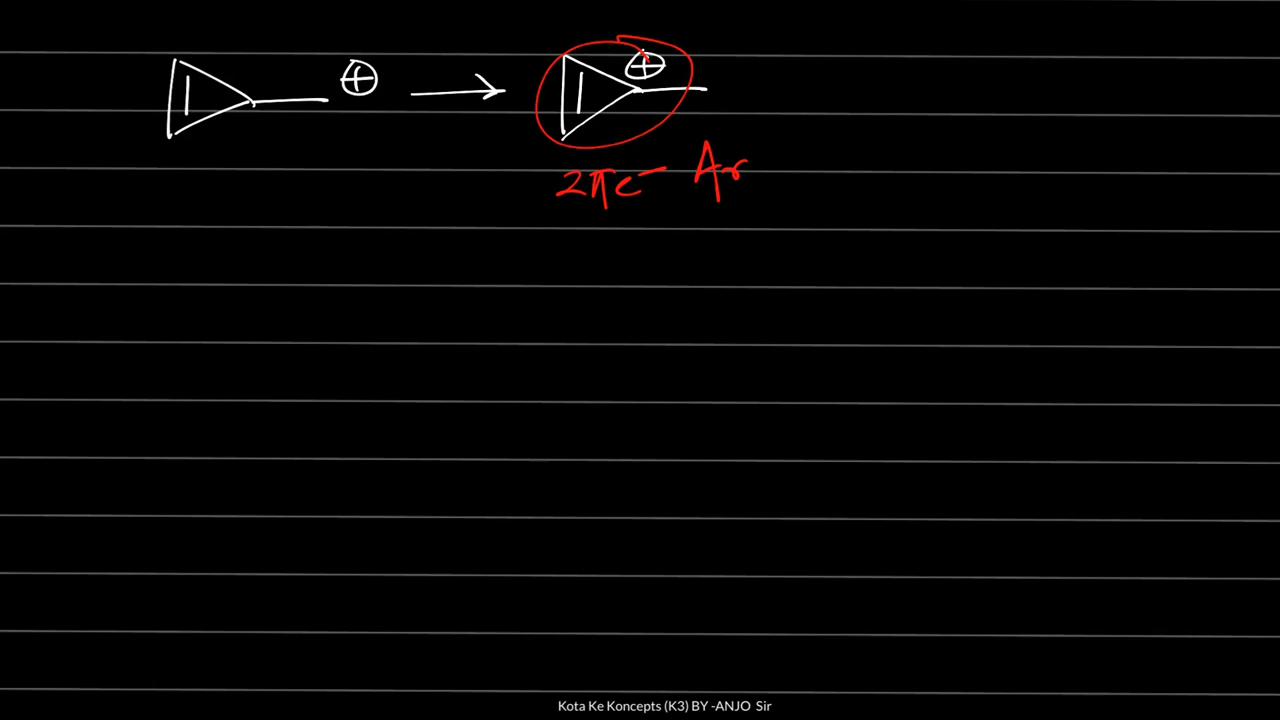 ⊕ → ⊕
2πe⁻ Ar
Kota Ke Koncepts (K3) BY -ANJO Sir